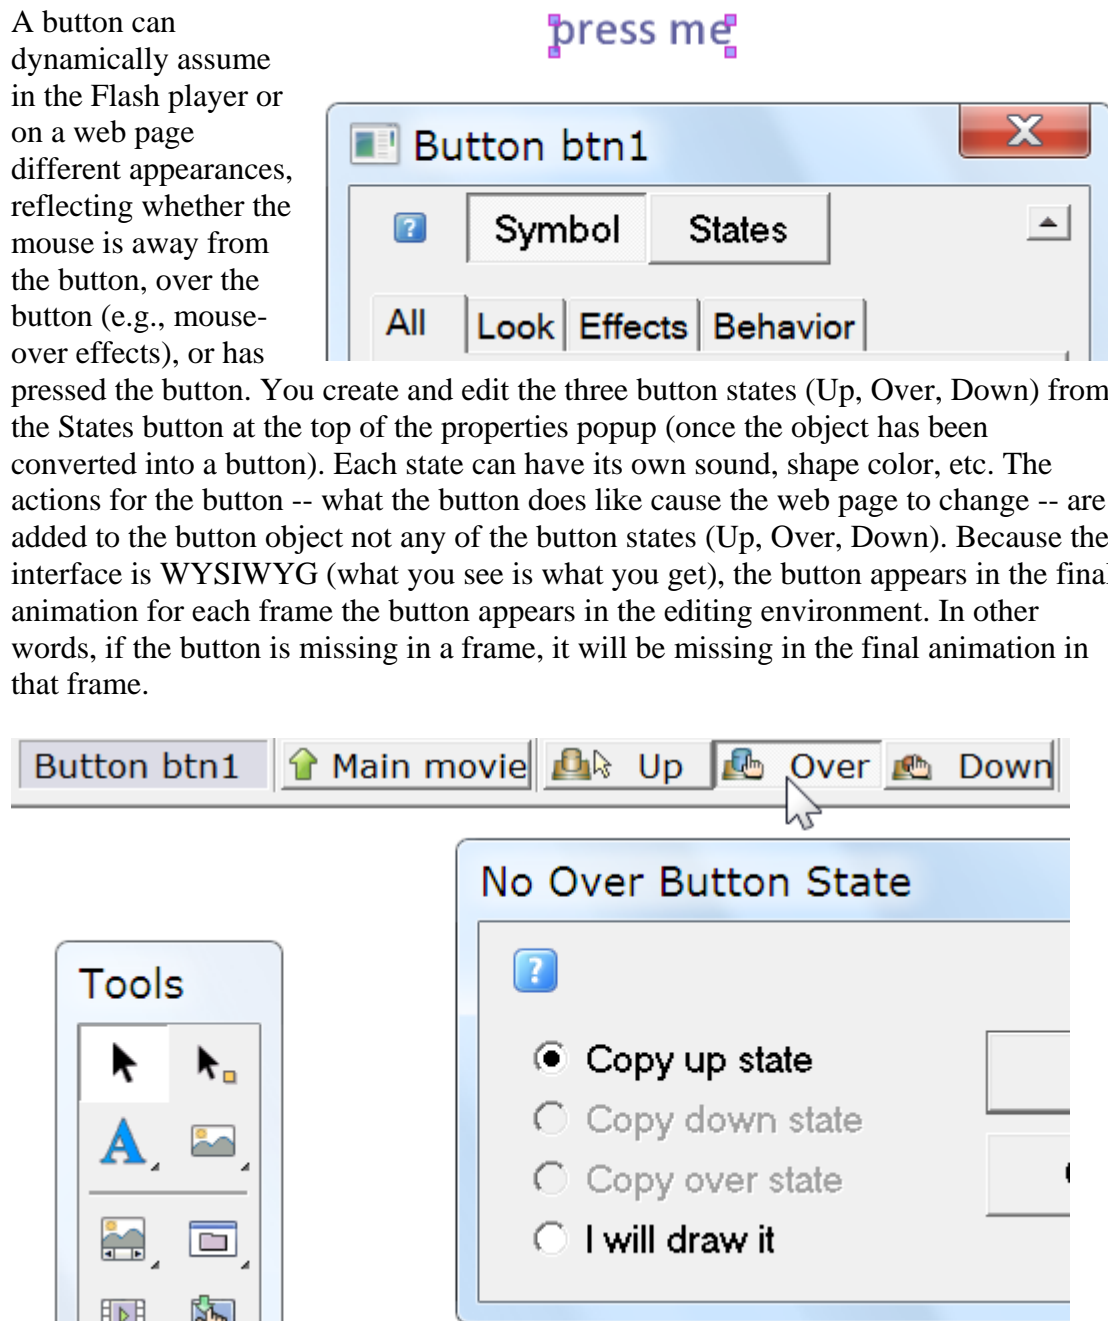 A button can
dynamically assume
in the Flash player or
on a web page
different appearances,
reflecting whether the
mouse is away from
the button, over the
button (e.g., mouse-
over effects), or has
press me
Button btn1
X
?
Symbol States
All Look Effects Behavior
pressed the button. You create and edit the three button states (Up, Over, Down) from
the States button at the top of the properties popup (once the object has been
converted into a button). Each state can have its own sound, shape color, etc. The
actions for the button -- what the button does like cause the web page to change -- are
added to the button object not any of the button states (Up, Over, Down). Because the
interface is WYSIWYG (what you see is what you get), the button appears in the final
animation for each frame the button appears in the editing environment. In other
words, if the button is missing in a frame, it will be missing in the final animation in
that frame.
Button btn1 Main movie Up Over Down
No Over Button State
?
Copy up state
Copy down state
Copy over state
I will draw it
Tools
A